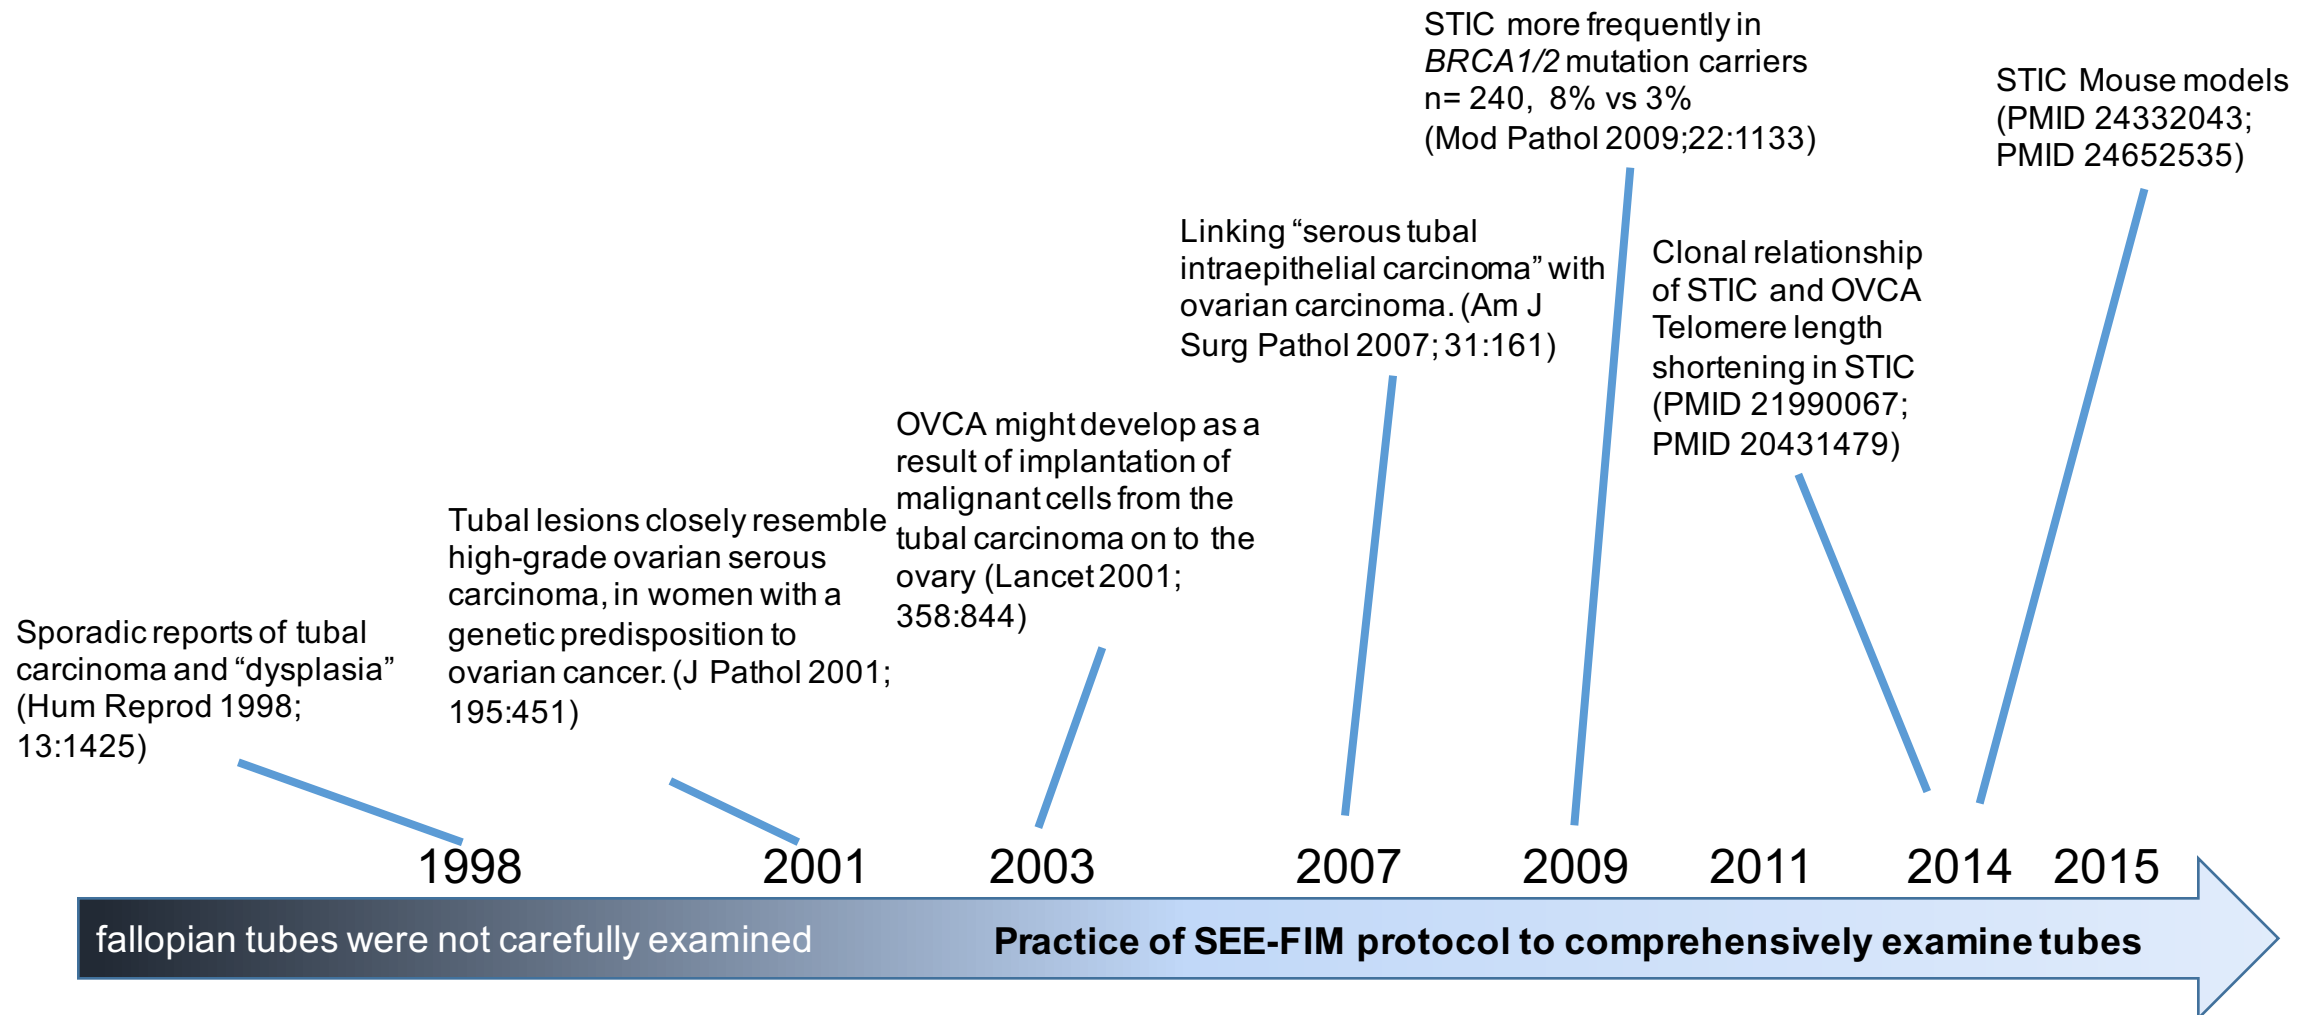 STIC more frequently in
BRCA1/2 mutation carriers
n= 240, 8% vs 3%
(Mod Pathol 2009;22:1133)
STIC Mouse models
(PMID 24332043;
PMID 24652535)
Linking “serous tubal
intraepithelial carcinoma” with
ovarian carcinoma. (Am J
Surg Pathol 2007; 31:161)
Clonal relationship
of STIC and OVCA
Telomere length
shortening in STIC
(PMID 21990067;
PMID 20431479)
OVCA might develop as a
result of implantation of
malignant cells from the
tubal carcinoma on to the
ovary (Lancet 2001;
358:844)
Tubal lesions closely resemble
high-grade ovarian serous
carcinoma, in women with a
genetic predisposition to
ovarian cancer. (J Pathol 2001;
195:451)
Sporadic reports of tubal
carcinoma and “dysplasia”
(Hum Reprod 1998;
13:1425)
1998 2001 2003 2007 2009 2011 2014 2015
fallopian tubes were not carefully examined
Practice of SEE-FIM protocol to comprehensively examine tubes